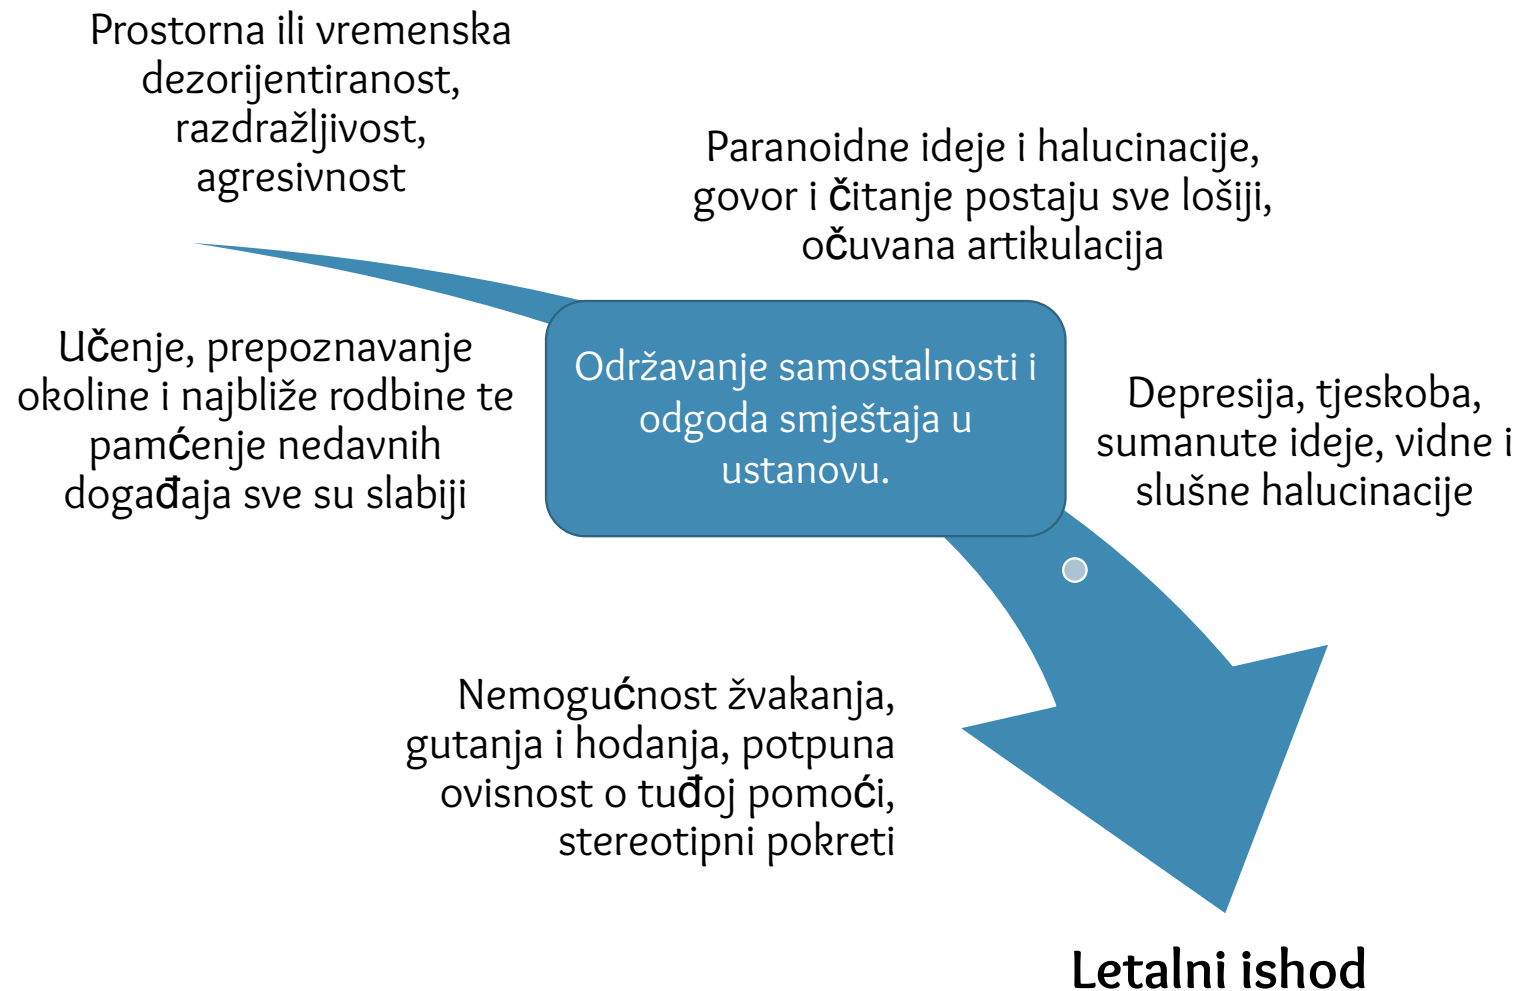 Prostorna ili vremenska
dezorijentiranost,
razdražljivost,
agresivnost
Paranoidne ideje i halucinacije,
govor i čitanje postaju sve lošiji,
očuvana artikulacija
Učenje, prepoznavanje
okoline i najbliže rodbine te
pamćenje nedavnih
događaja sve su slabiji
Održavanje samostalnosti i
odgoda smještaja u
ustanovu.
Depresija, tjeskoba,
sumanute ideje, vidne i
slušne halucinacije
Nemogućnost žvakanja,
gutanja i hodanja, potpuna
ovisnost o tuđoj pomoći,
stereotipni pokreti
Letalni ishod